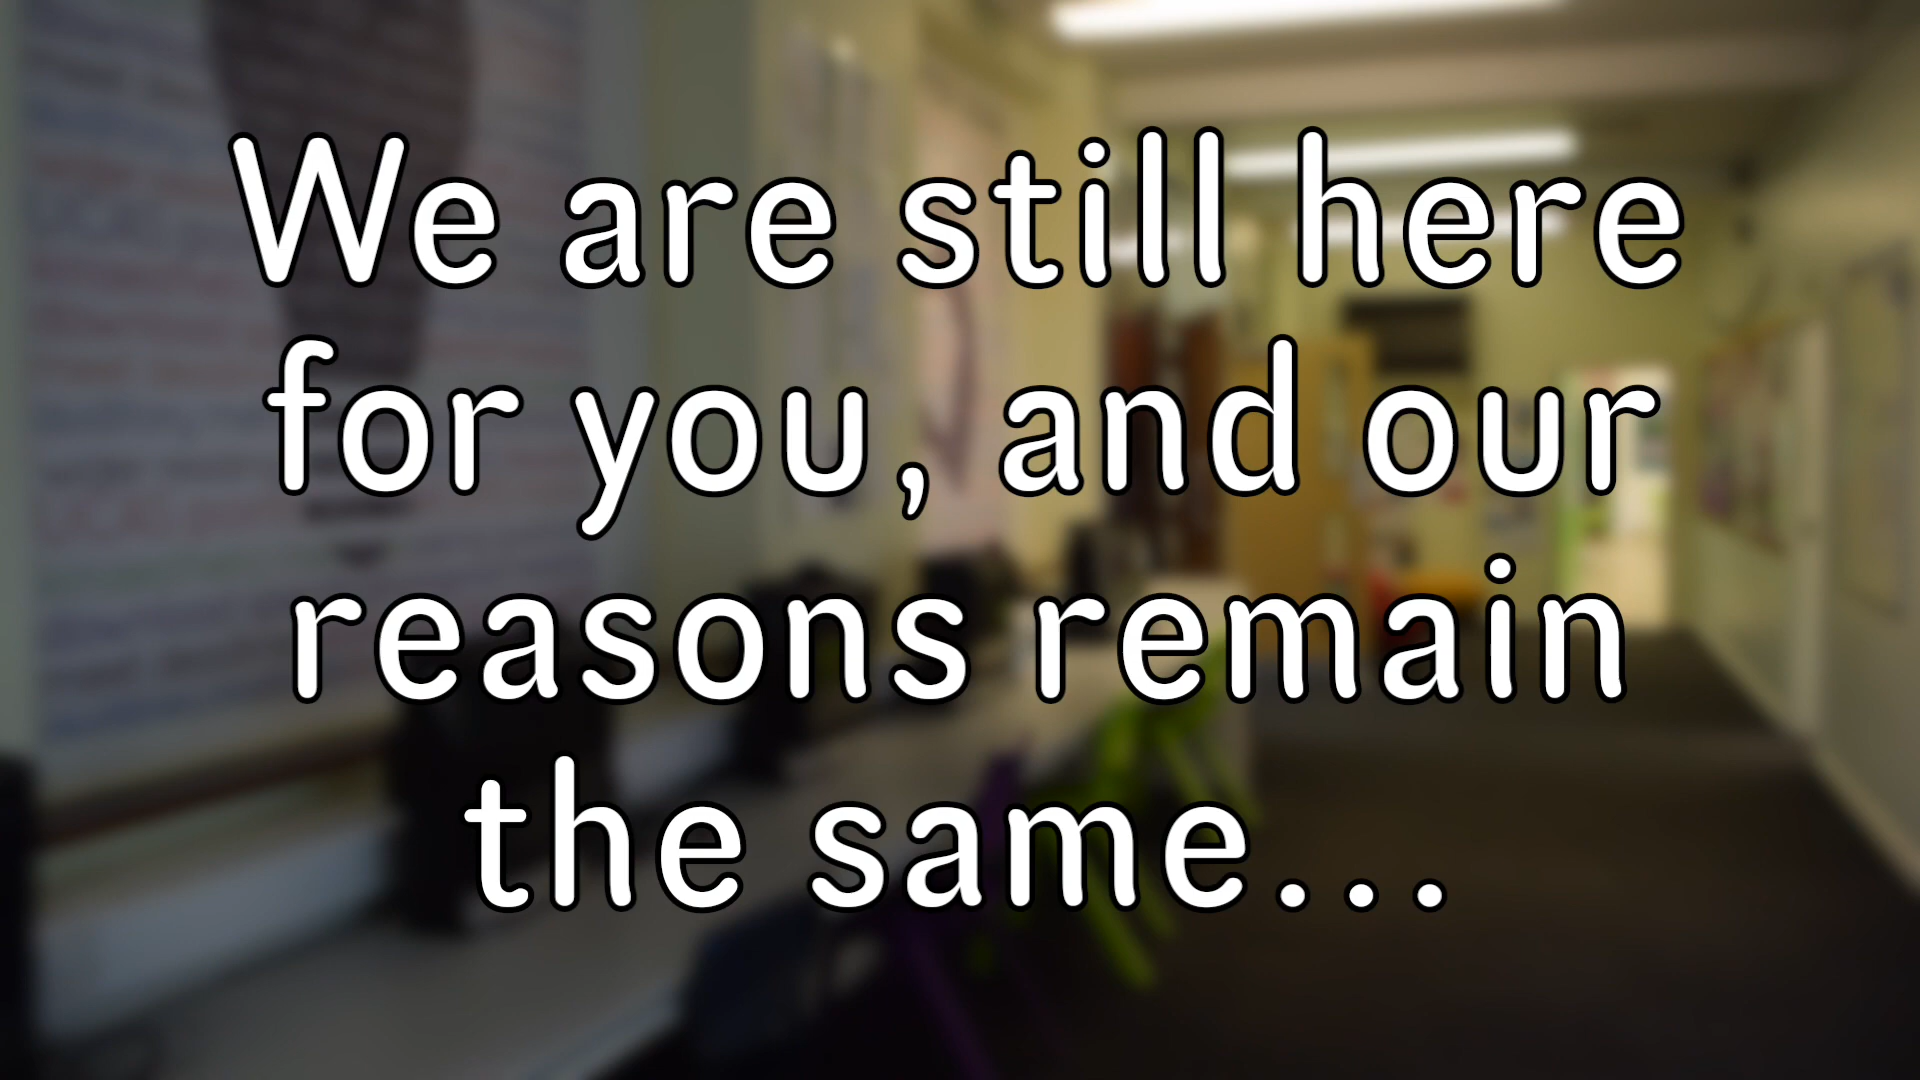 We are still here
for you, and our
reasons remain
the same...